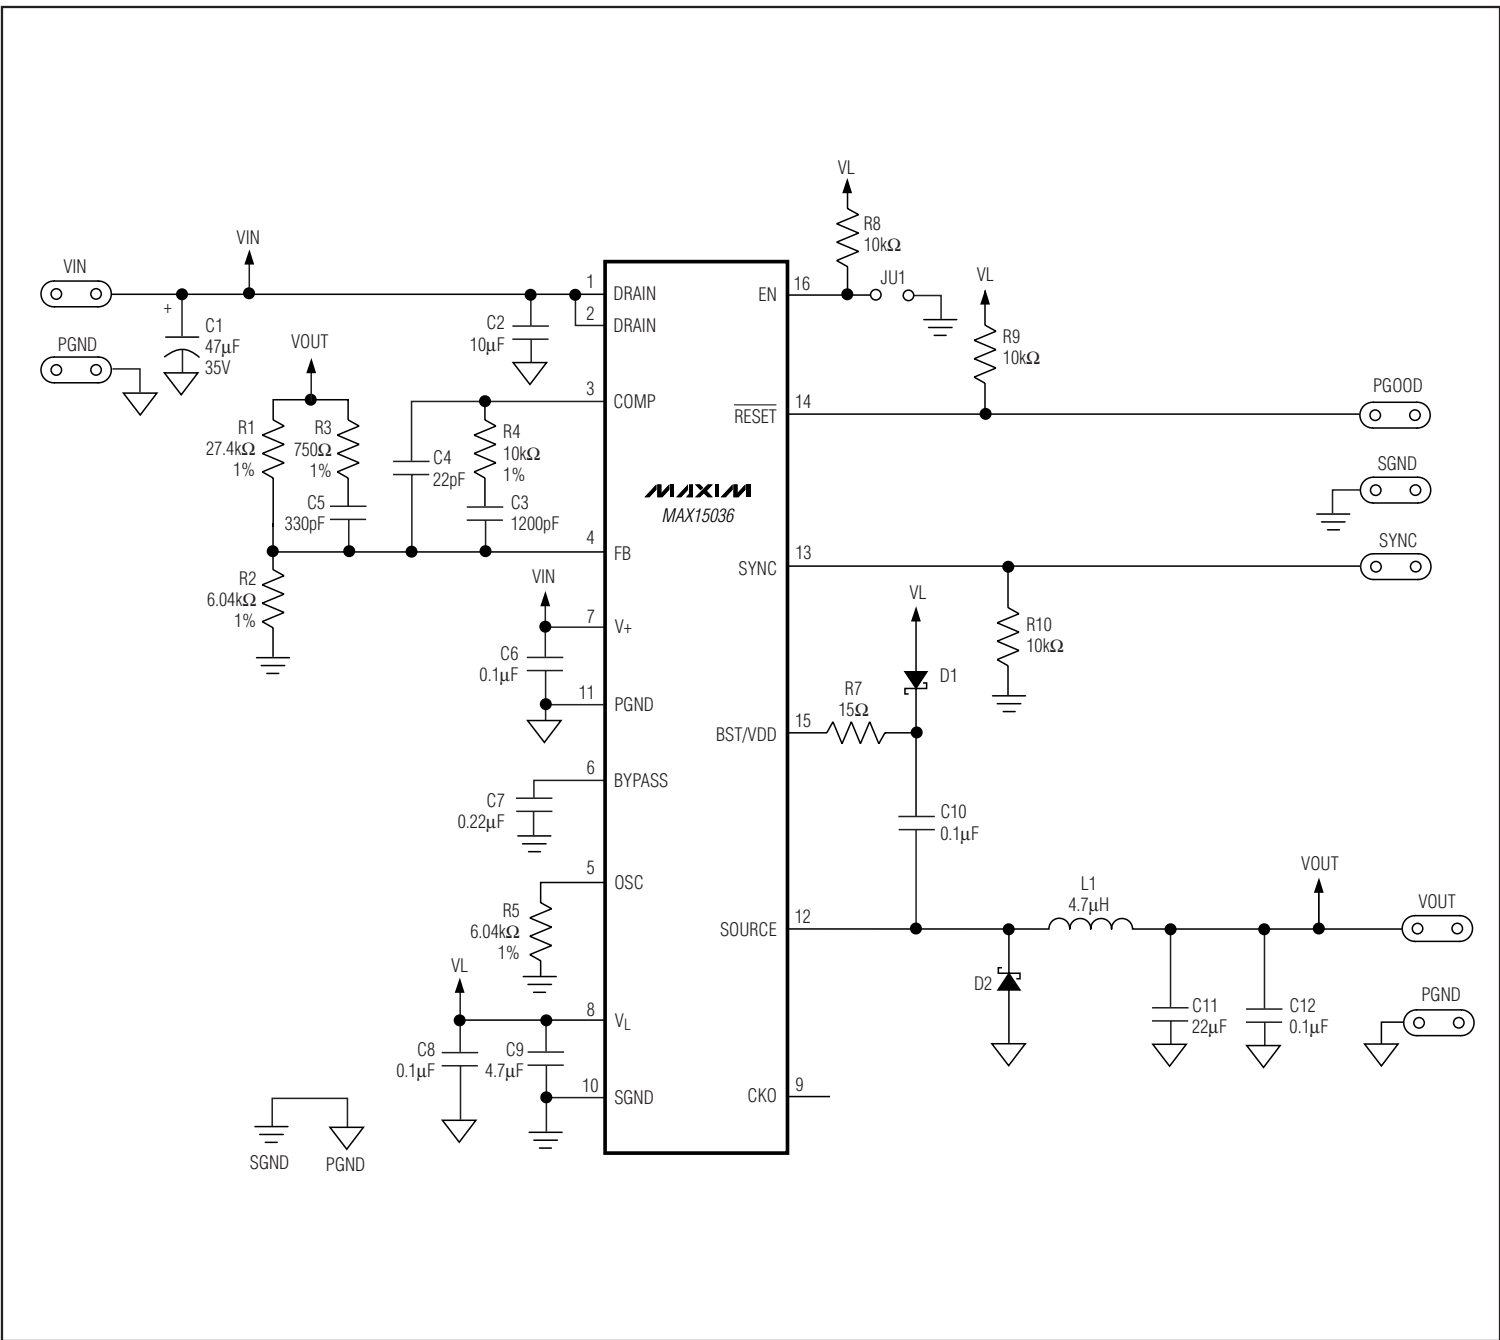 VL
R8
10kΩ
VIN
VIN
1
DRAIN
2
DRAIN
16
EN
JU1
VL
+
C1
47μF
35V
C2
10μF
R9
10kΩ
PGND
VOUT
3
COMP
14
RESET
PGOOD
R1
27.4kΩ
1%
R3
750Ω
1%
C4
22pF
R4
10kΩ
1%
SGND
MAXIM
MAX15036
C5
330pF
C3
1200pF
4
FB
13
SYNC
SYNC
R2
6.04kΩ
1%
VIN
7
V+
VL
R10
10kΩ
C6
0.1μF
D1
11
PGND
R7
15Ω
15
BST/VDD
6
BYPASS
C7
0.22μF
C10
0.1μF
5
OSC
R5
6.04kΩ
1%
12
SOURCE
L1
4.7μH
VOUT
VOUT
VL
D2
8
VL
C11
22μF
C12
0.1μF
PGND
C8
0.1μF
C9
4.7μF
10
SGND
9
CKO
SGND
PGND